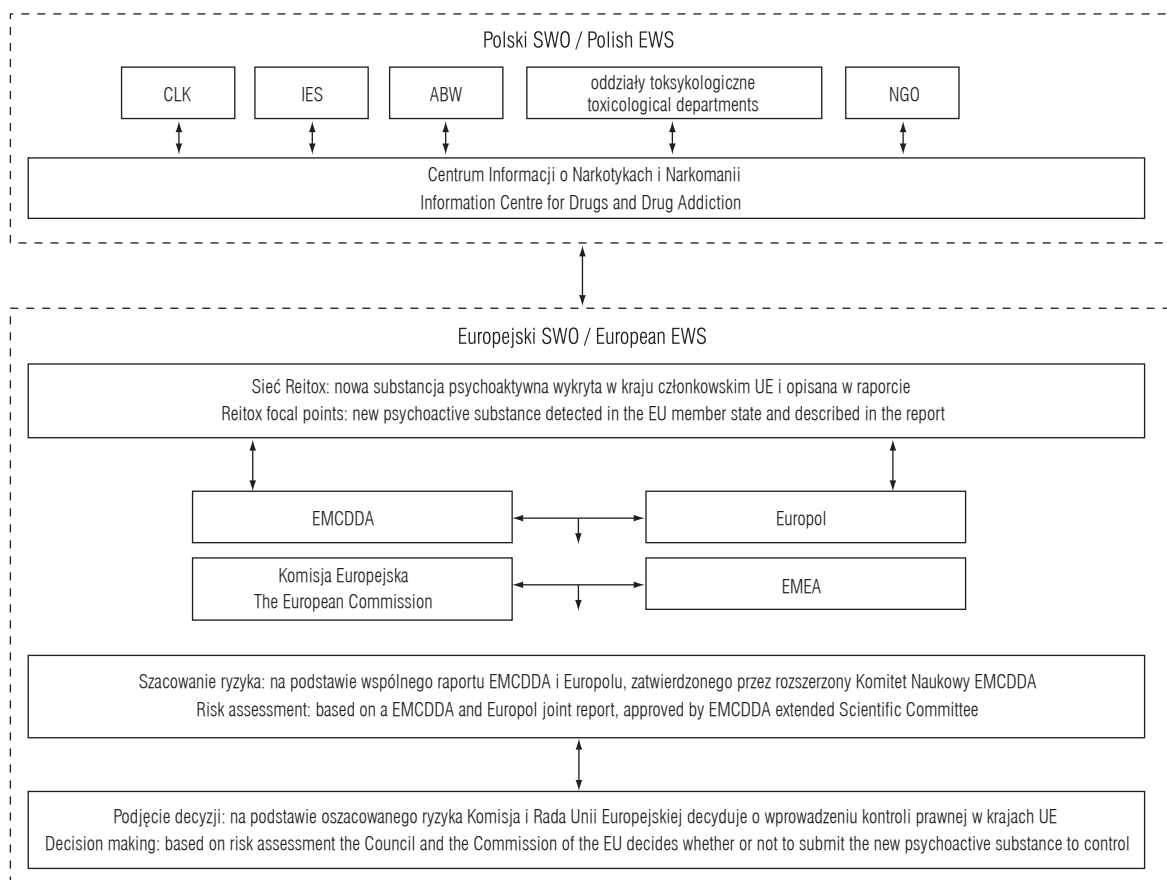 Polski SWO / Polish EWS
CLK
IES
ABW
oddziały toksykologiczne
toxicological departments
NGO
Centrum Informacji o Narkotykach i Narkomanii
Information Centre for Drugs and Drug Addiction
Europejski SWO / European EWS
Sieć Reitox: nowa substancja psychoaktywna wykryta w kraju członkowskim UE i opisana w raporcie
Reitox focal points: new psychoactive substance detected in the EU member state and described in the report
EMCDDA
Europol
Komisja Europejska
The European Commission
EMEA
Szacowanie ryzyka: na podstawie wspólnego raportu EMCDDA i Europolu, zatwierdzonego przez rozszerzony Komitet Naukowy EMCDDA
Risk assessment: based on a EMCDDA and Europol joint report, approved by EMCDDA extended Scientific Committee
Podjęcie decyzji: na podstawie oszacowanego ryzyka Komisja i Rada Unii Europejskiej decyduje o wprowadzeniu kontroli prawnej w krajach UE
Decision making: based on risk assessment the Council and the Commission of the EU decides whether or not to submit the new psychoactive substance to control